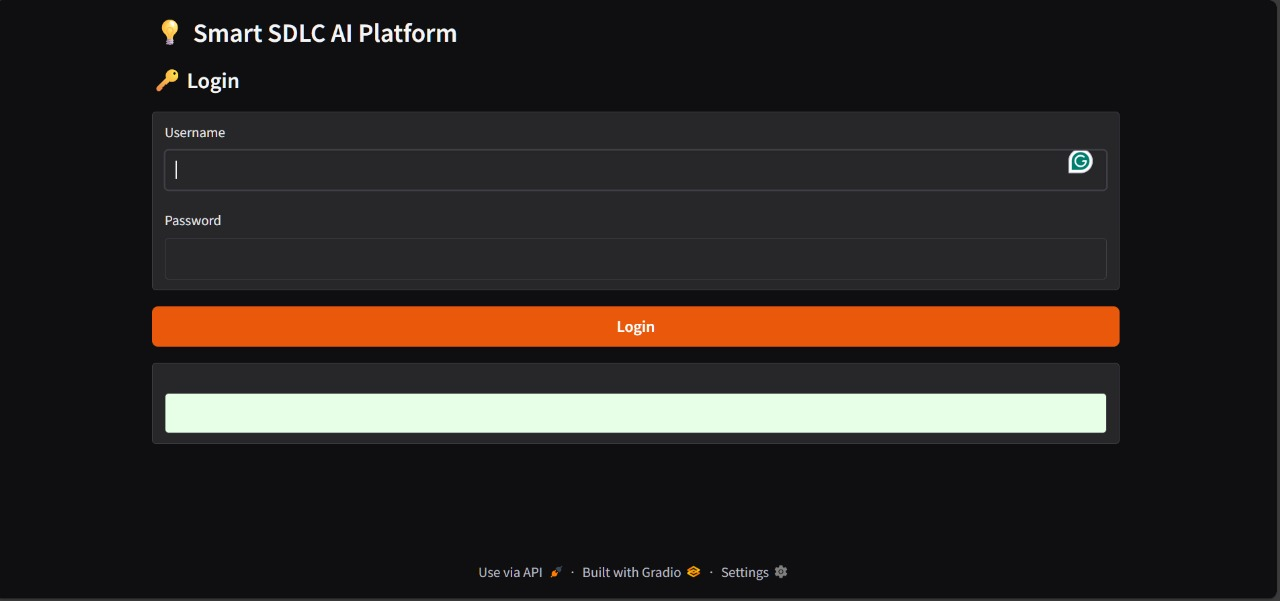 💡 Smart SDLC AI Platform
🔑 Login
Username
Password
Login
Use via API 🚀 · Built with Gradio · Settings ⚙️